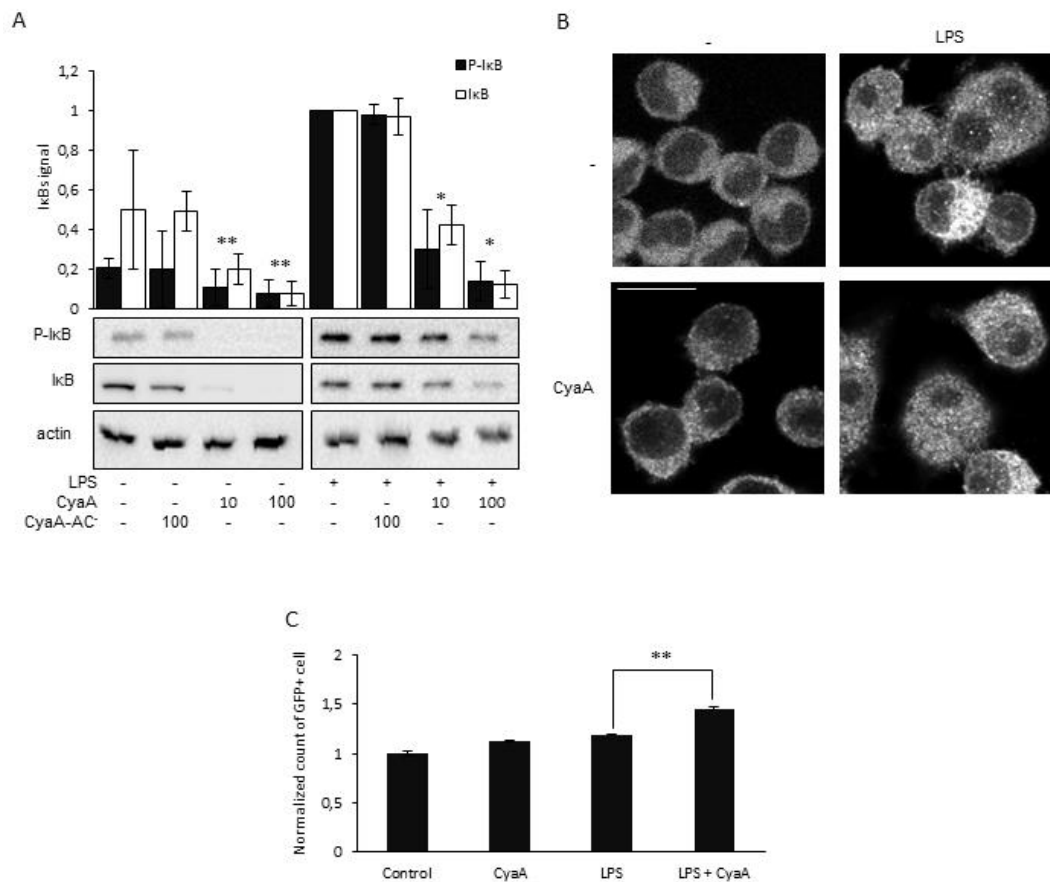 A
P-IκB
IκB
IκBs signal
1,2
1
0,8
0,6
0,4
0,2
0
** ** * *
P-IκB
IκB
actin
LPS - - - - + + + +
CyaA - - 10 100 - - 10 100
CyaA-AC⁻ - 100 - - - 100 - -
B
- LPS
-
CyaA
C
Normalized count of GFP+ cell
2
1,5
1
0,5
0
**
Control CyaA LPS LPS + CyaA